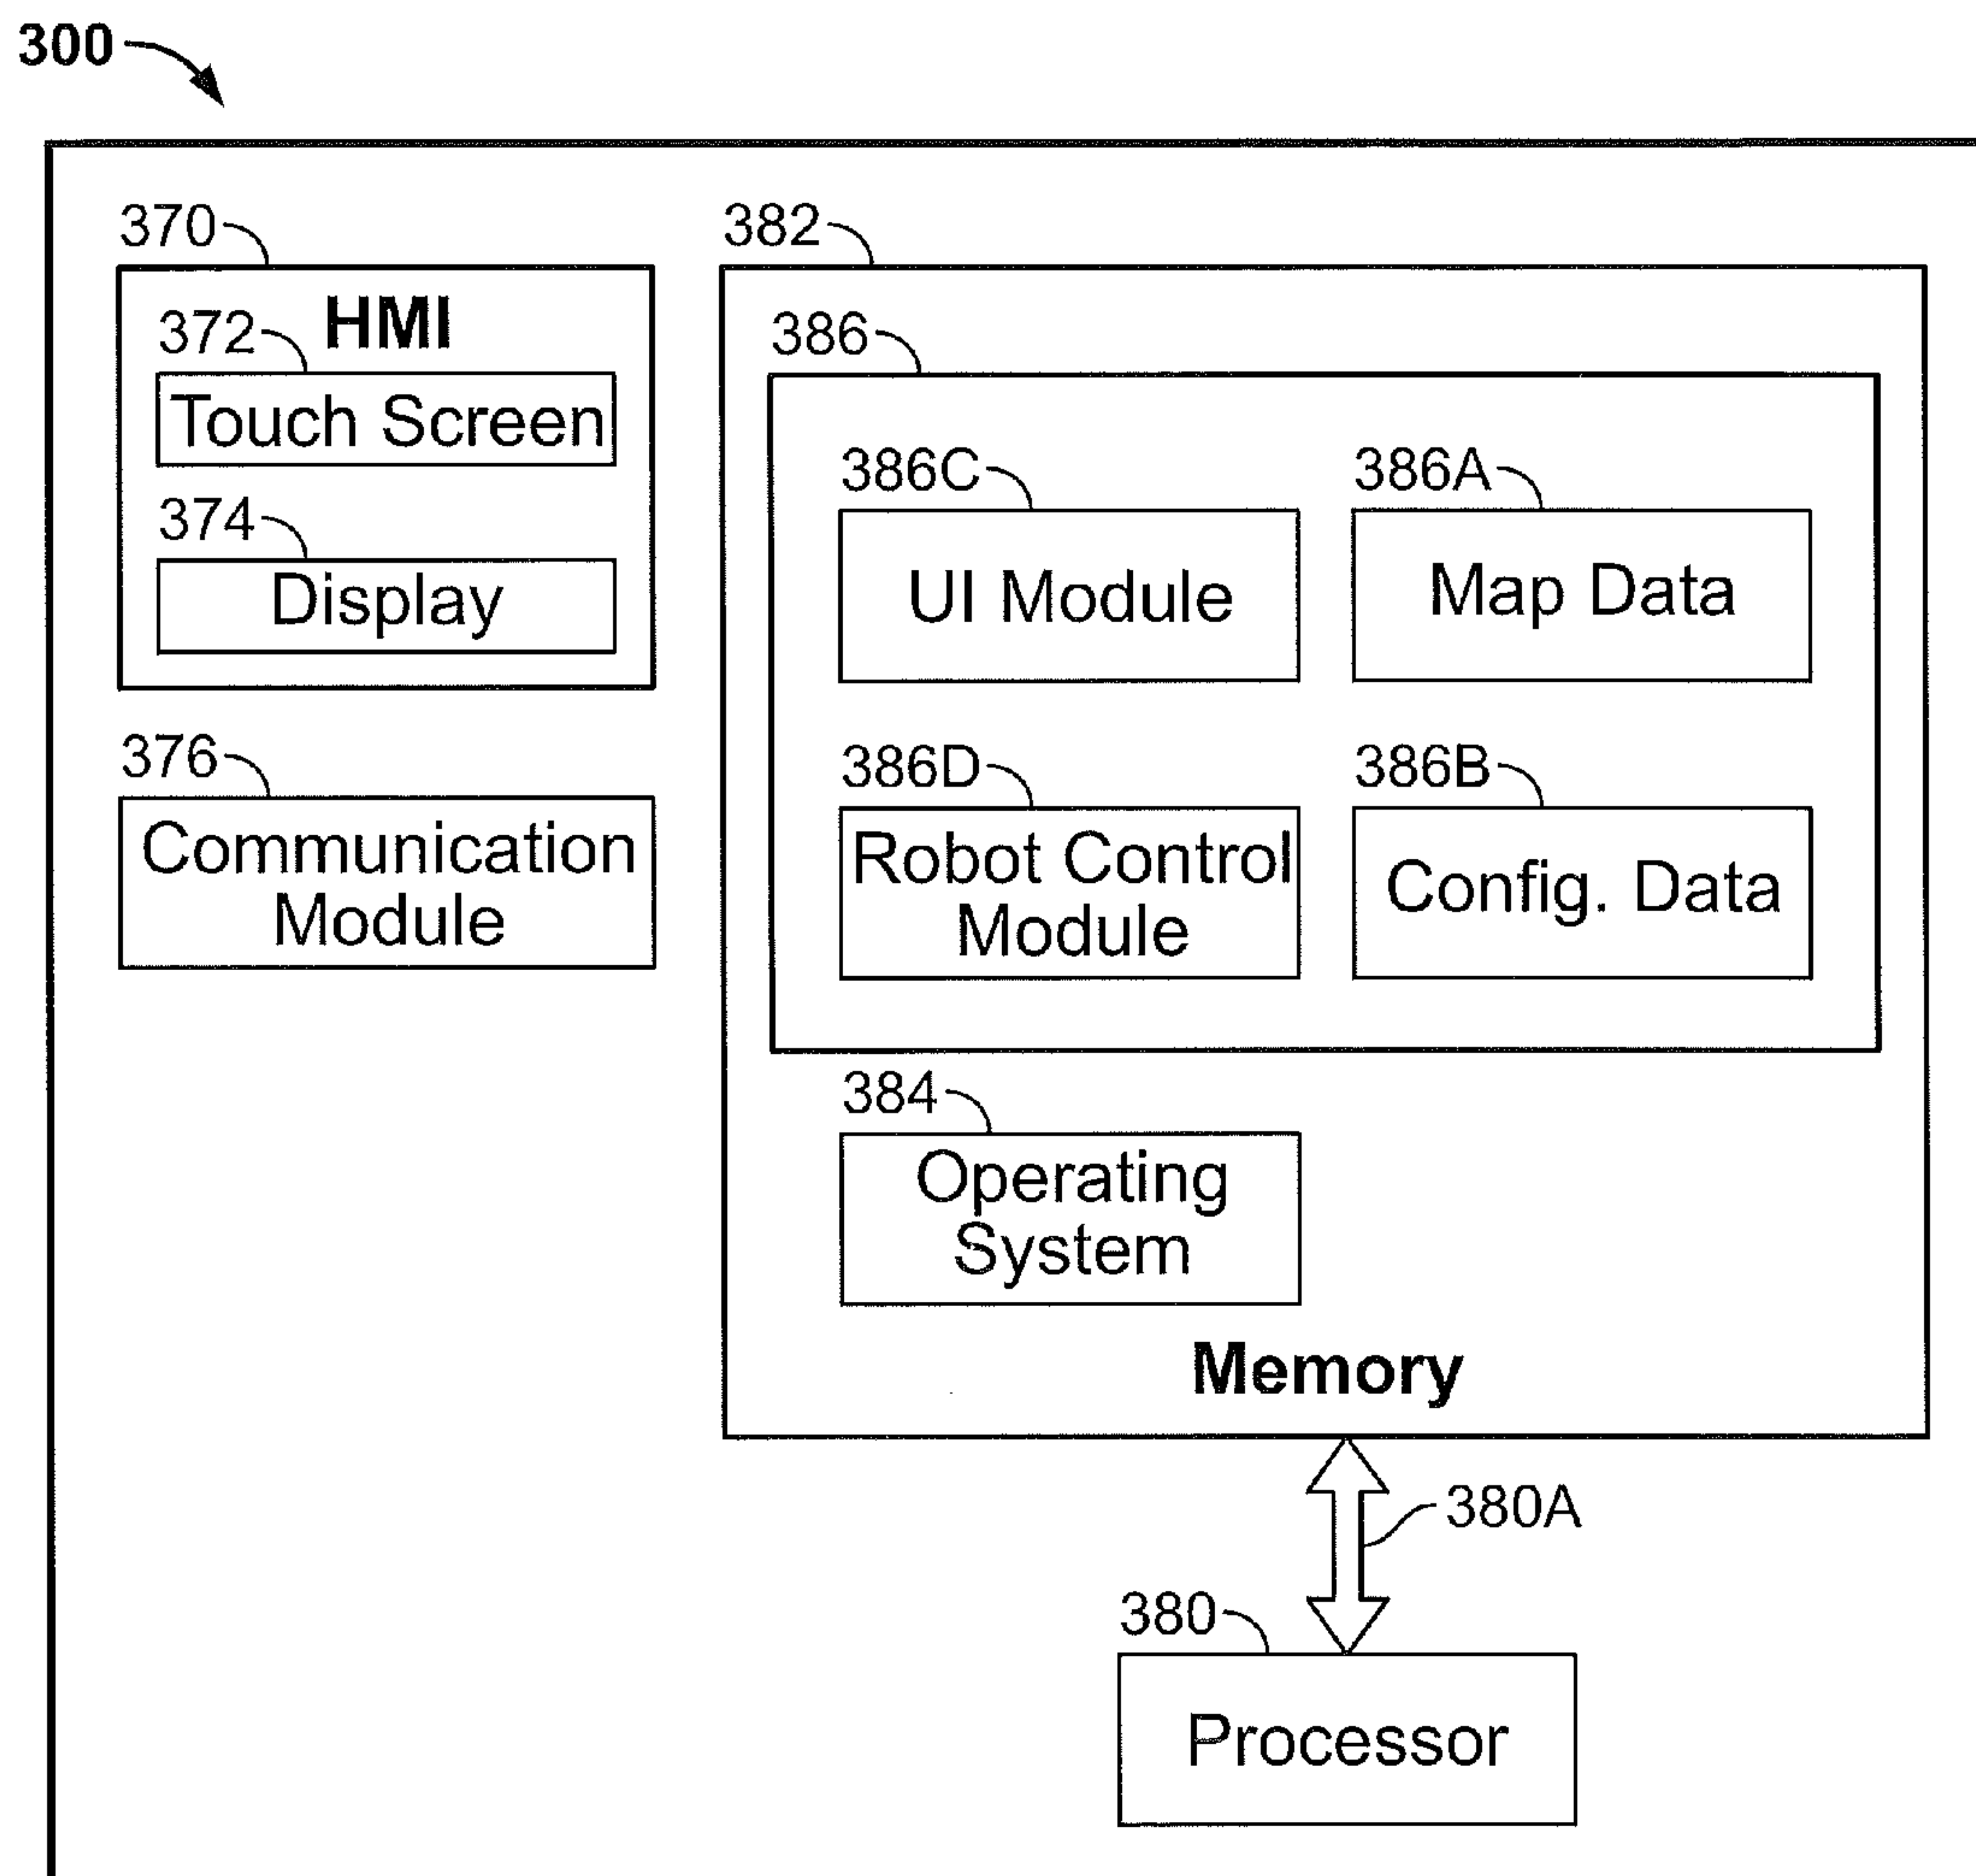 300
370
HMI
372
Touch Screen
374
Display
376
Communication
Module
382
386
386C
UI Module
386A
Map Data
386D
Robot Control
Module
386B
Config. Data
384
Operating
System
Memory
380A
380
Processor